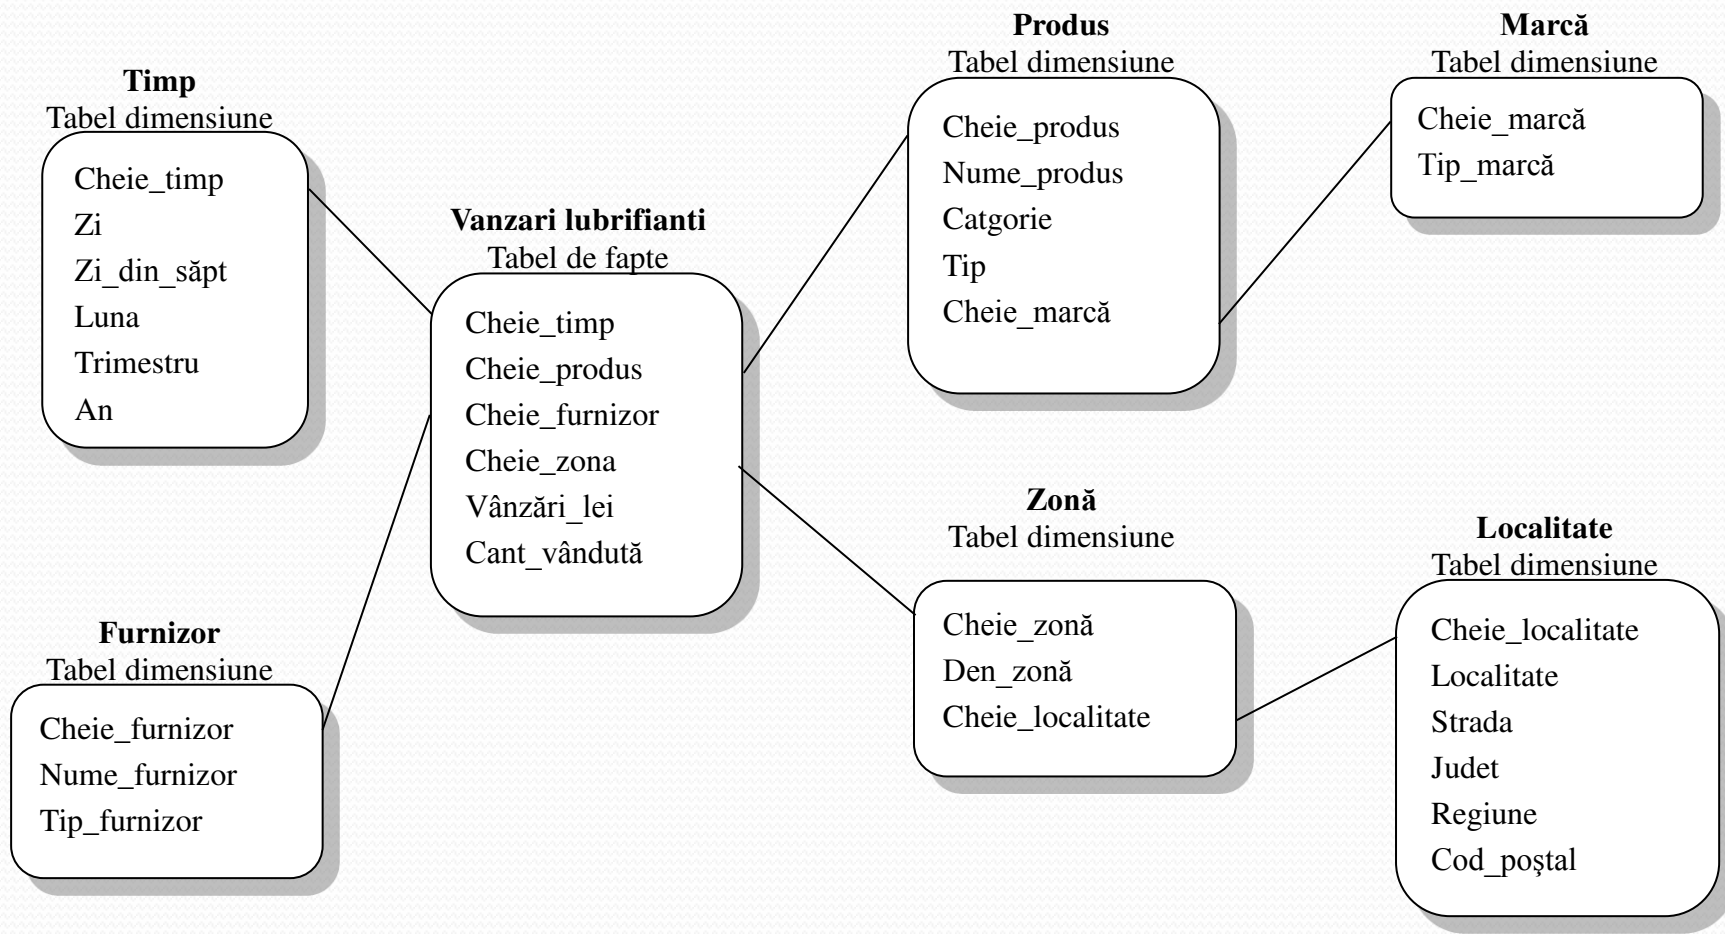 Timp
Tabel dimensiune
Cheie_timp
Zi
Zi_din_săpt
Luna
Trimestru
An
Furnizor
Tabel dimensiune
Cheie_furnizor
Nume_furnizor
Tip_furnizor
Vanzari lubrifianti
Tabel de fapte
Cheie_timp
Cheie_produs
Cheie_furnizor
Cheie_zona
Vânzări_lei
Cant_vândută
Produs
Tabel dimensiune
Cheie_produs
Nume_produs
Catgorie
Tip
Cheie_marcă
Marcă
Tabel dimensiune
Cheie_marcă
Tip_marcă
Zonă
Tabel dimensiune
Cheie_zonă
Den_zonă
Cheie_localitate
Localitate
Tabel dimensiune
Cheie_localitate
Localitate
Strada
Judet
Regiune
Cod_poştal